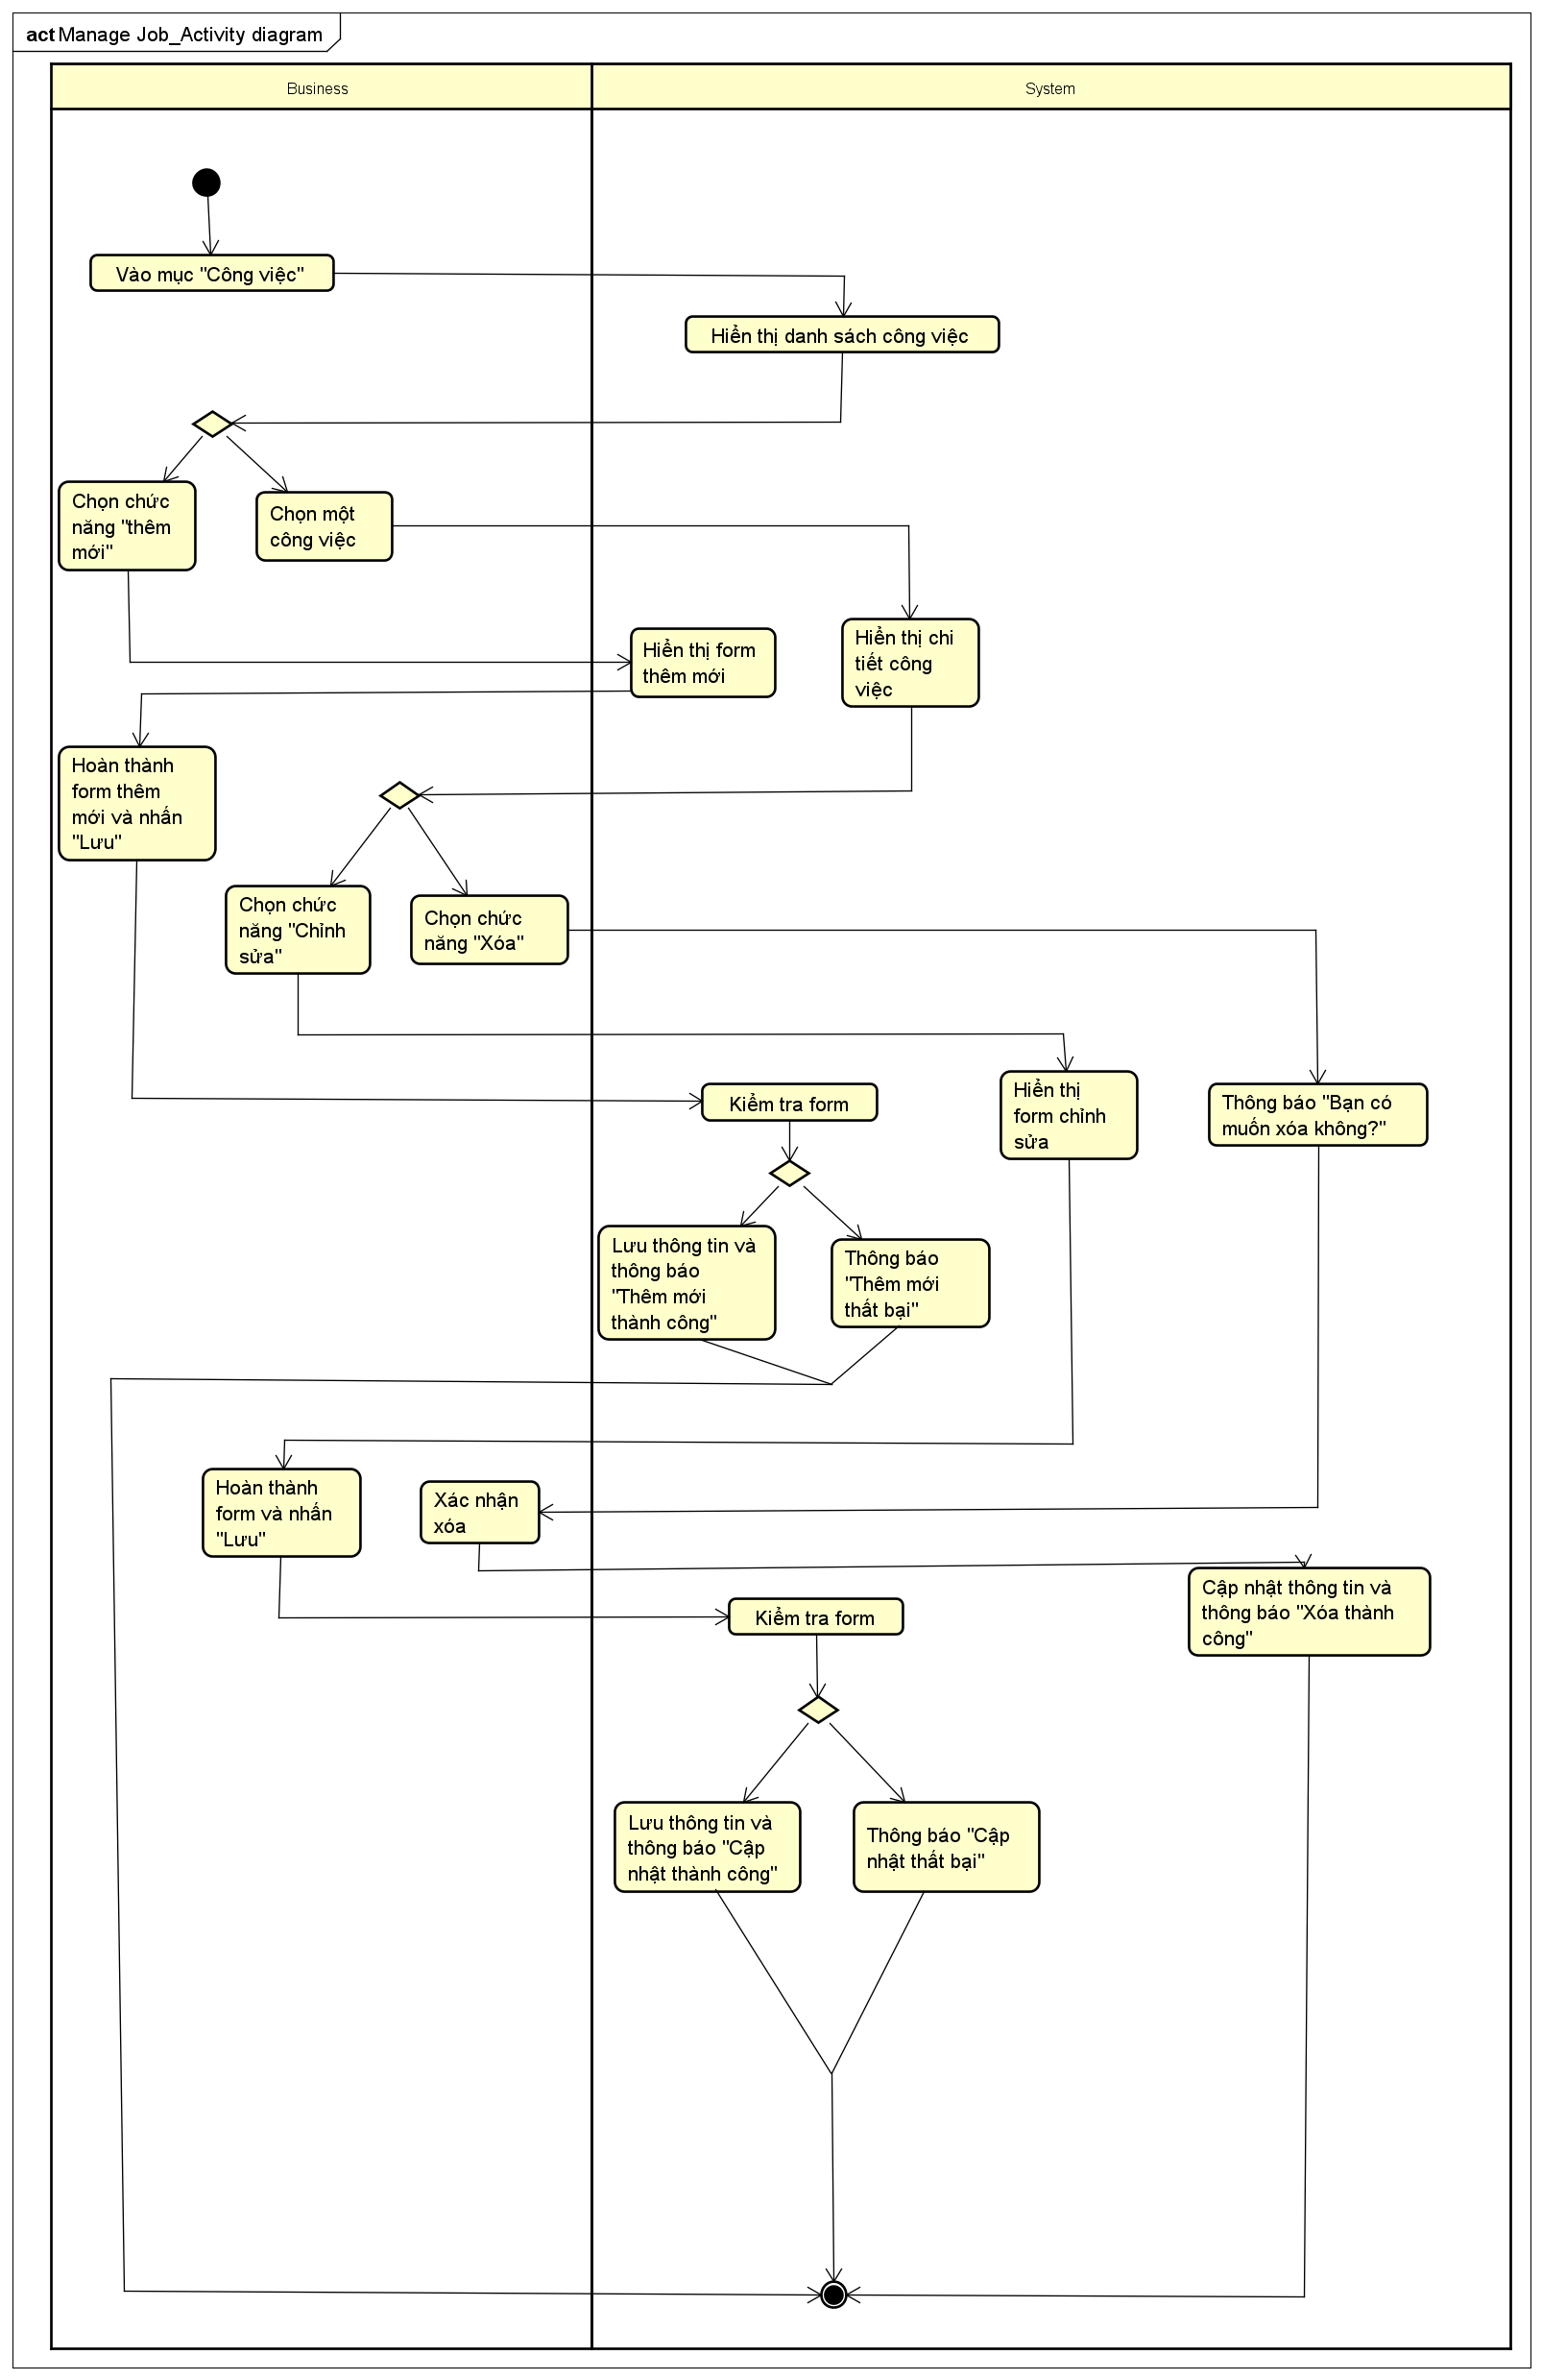 act Manage Job_Activity diagram
Business
System
Vào mục "Công việc"
Hiển thị danh sách công việc
Chọn chức
năng "thêm
mới"
Chọn một
công việc
Hiển thị form
thêm mới
Hiển thị chi
tiết công
việc
Hoàn thành
form thêm
mới và nhấn
"Lưu"
Chọn chức
năng "Chỉnh
sửa"
Chọn chức
năng "Xóa"
Kiểm tra form
Hiển thị
form chỉnh
sửa
Thông báo "Bạn có
muốn xóa không?"
Lưu thông tin và
thông báo
"Thêm mới
thành công"
Thông báo
"Thêm mới
thất bại"
Hoàn thành
form và nhấn
"Lưu"
Xác nhận
xóa
Kiểm tra form
Cập nhật thông tin và
thông báo "Xóa thành
công"
Lưu thông tin và
thông báo "Cập
nhật thành công"
Thông báo "Cập
nhật thất bại"